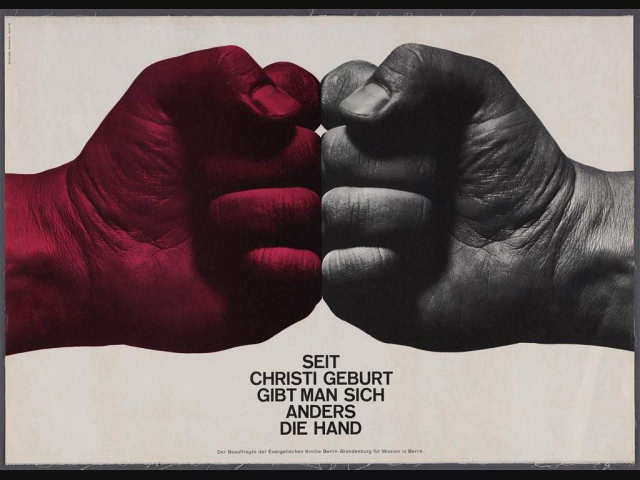 SEIT
CHRISTI GEBURT
GIBT MAN SICH
ANDERS
DIE HAND
Der Beauftragte der Evangelischen Kirche Berlin-Brandenburg für Mission in Berlin